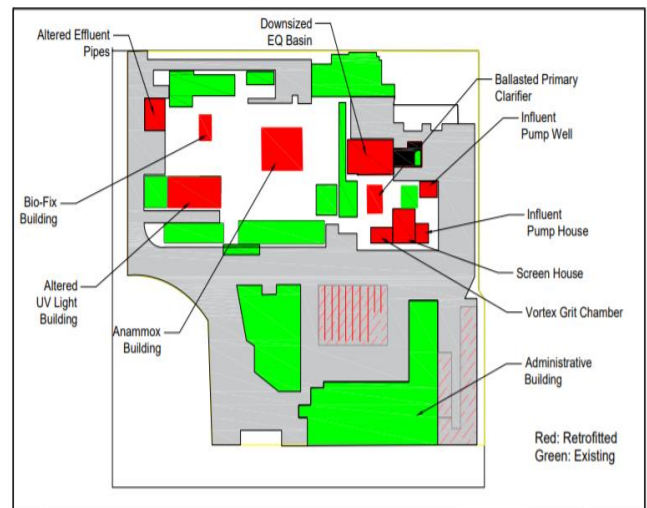 Altered Effluent
Pipes
Downsized
EQ Basin
Ballasted Primary
Clarifier
Influent
Pump Well
Influent
Pump House
Screen House
Vortex Grit Chamber
Administrative
Building
Bio-Fix
Building
Altered
UV Light
Building
Anammox
Building
Red: Retrofitted
Green: Existing